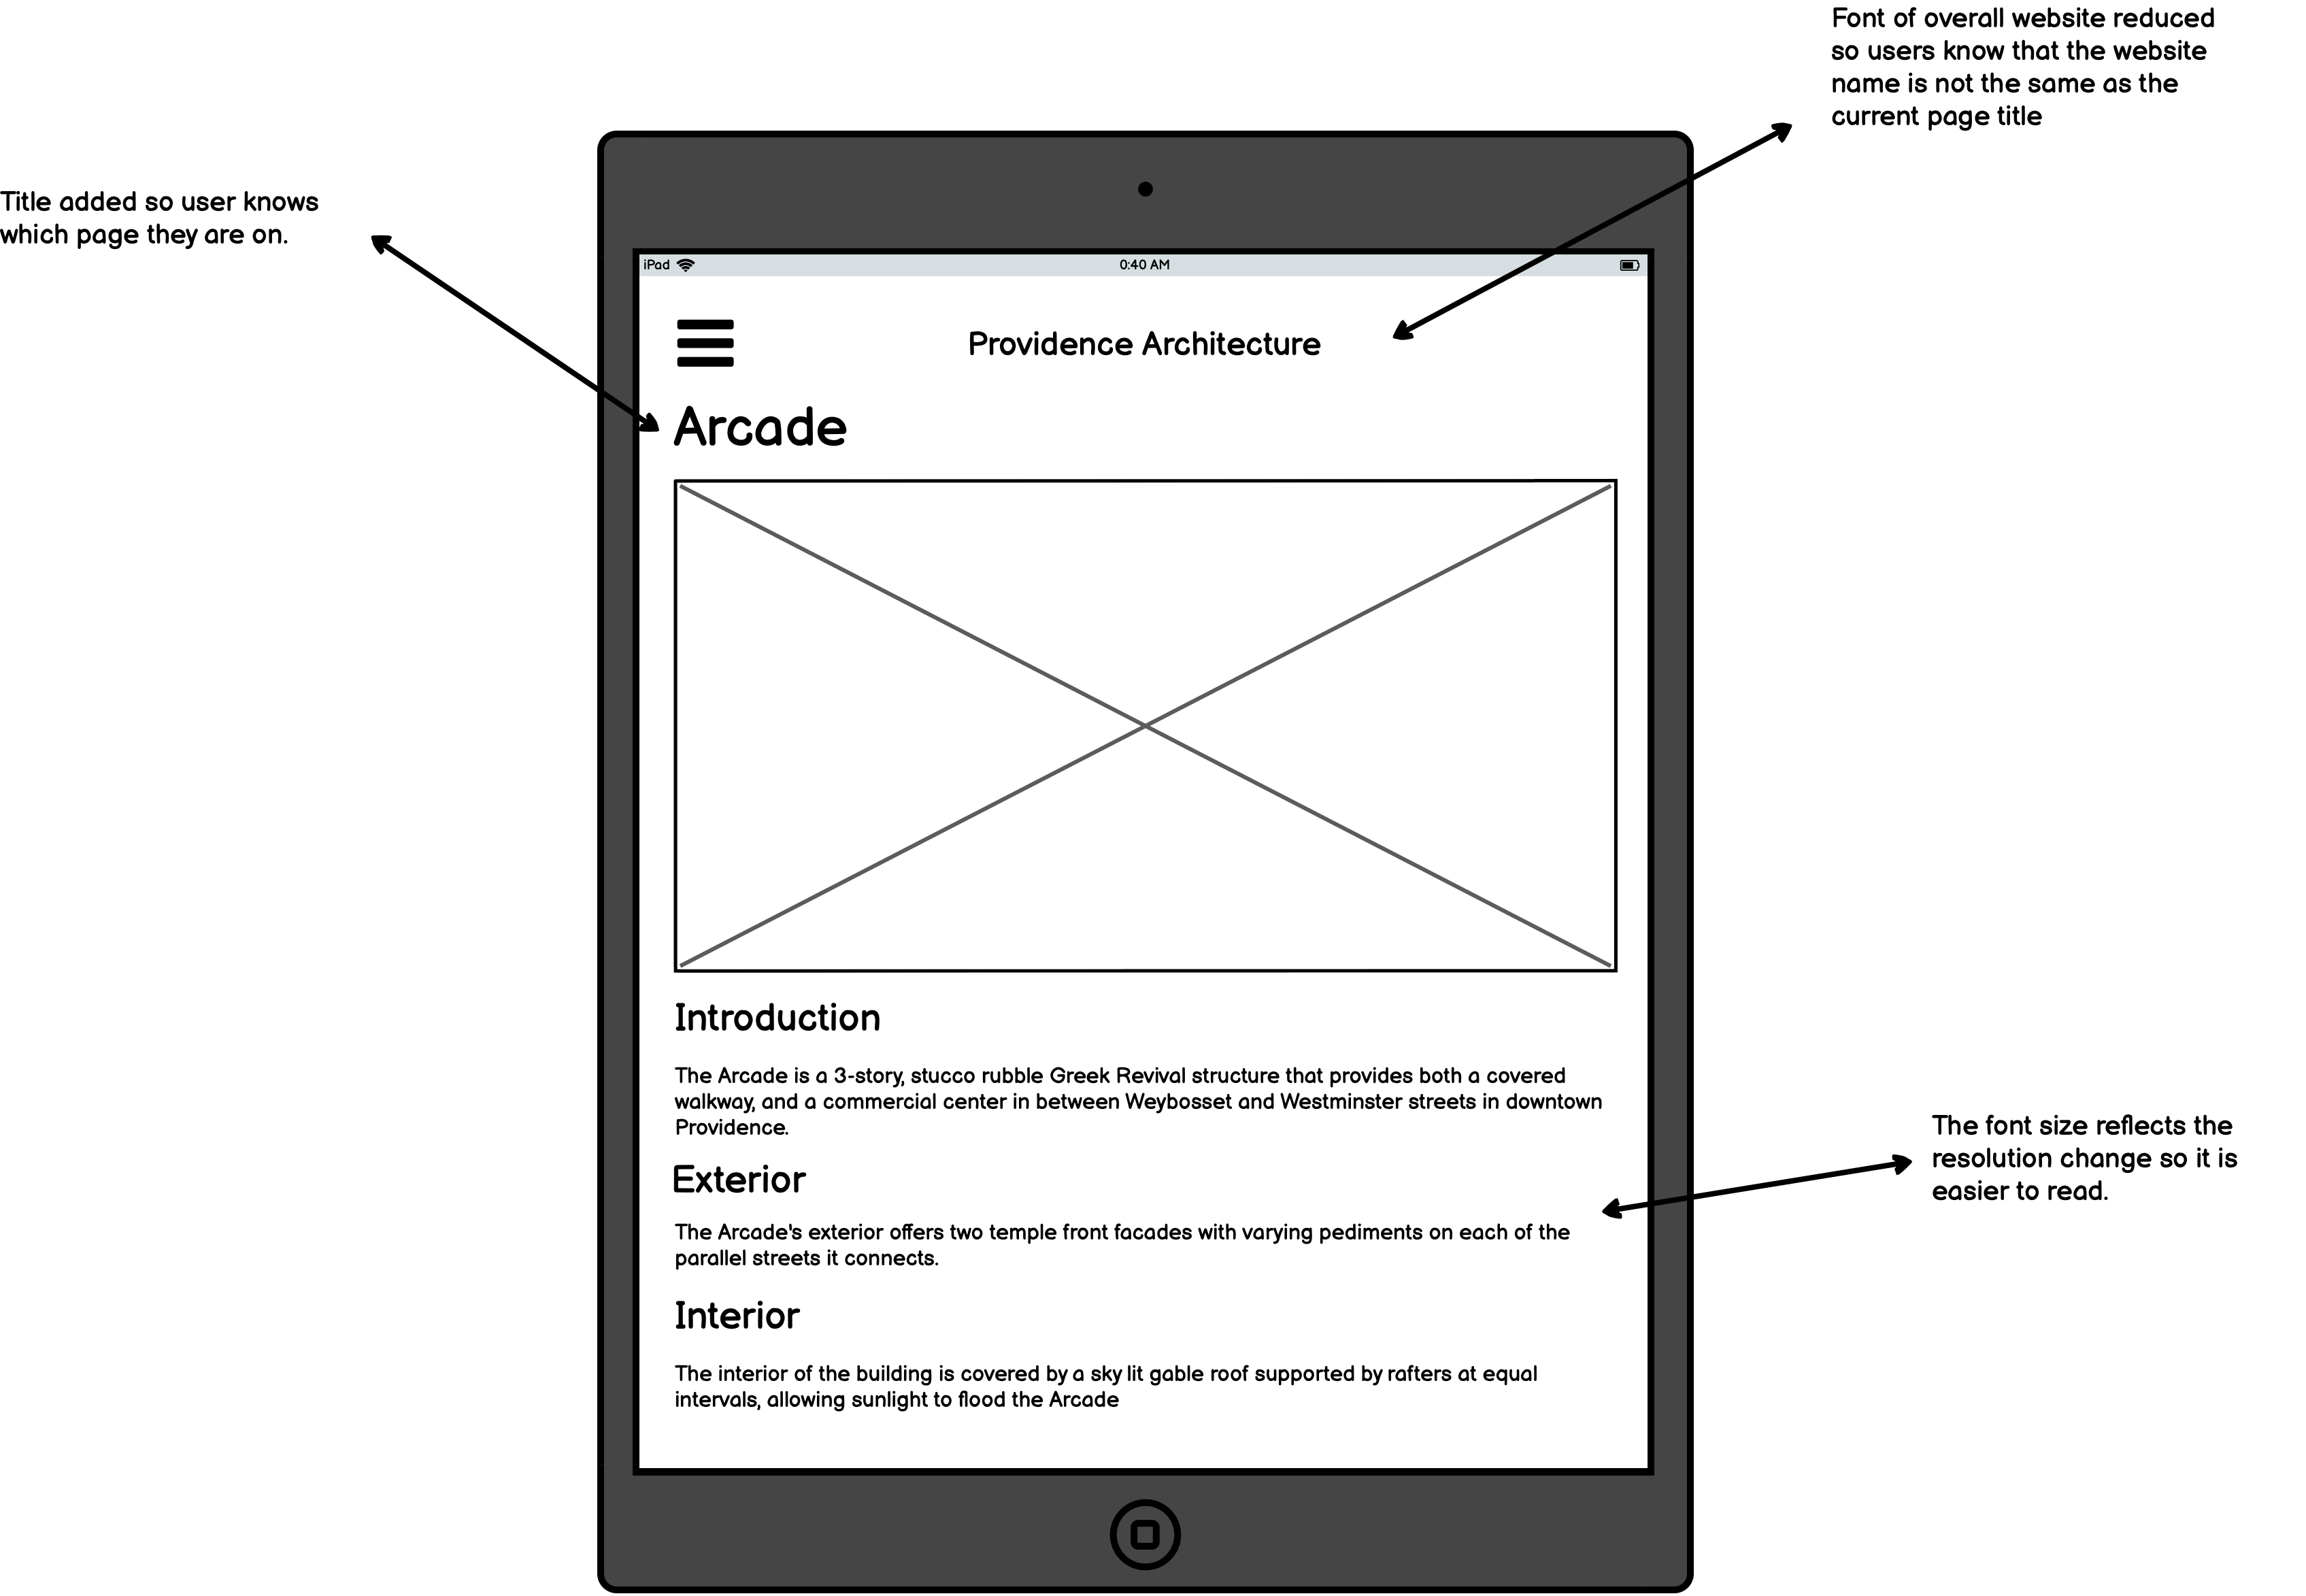 Font of overall website reduced
so users know that the website
name is not the same as the
current page title
Title added so user knows
which page they are on.
iPad 0:40 AM
Providence Architecture
Arcade
Introduction
The Arcade is a 3-story, stucco rubble Greek Revival structure that provides both a covered
walkway, and a commercial center in between Weybosset and Westminster streets in downtown
Providence.
Exterior
The Arcade's exterior offers two temple front facades with varying pediments on each of the
parallel streets it connects.
The font size reflects the
resolution change so it is
easier to read.
Interior
The interior of the building is covered by a sky lit gable roof supported by rafters at equal
intervals, allowing sunlight to flood the Arcade